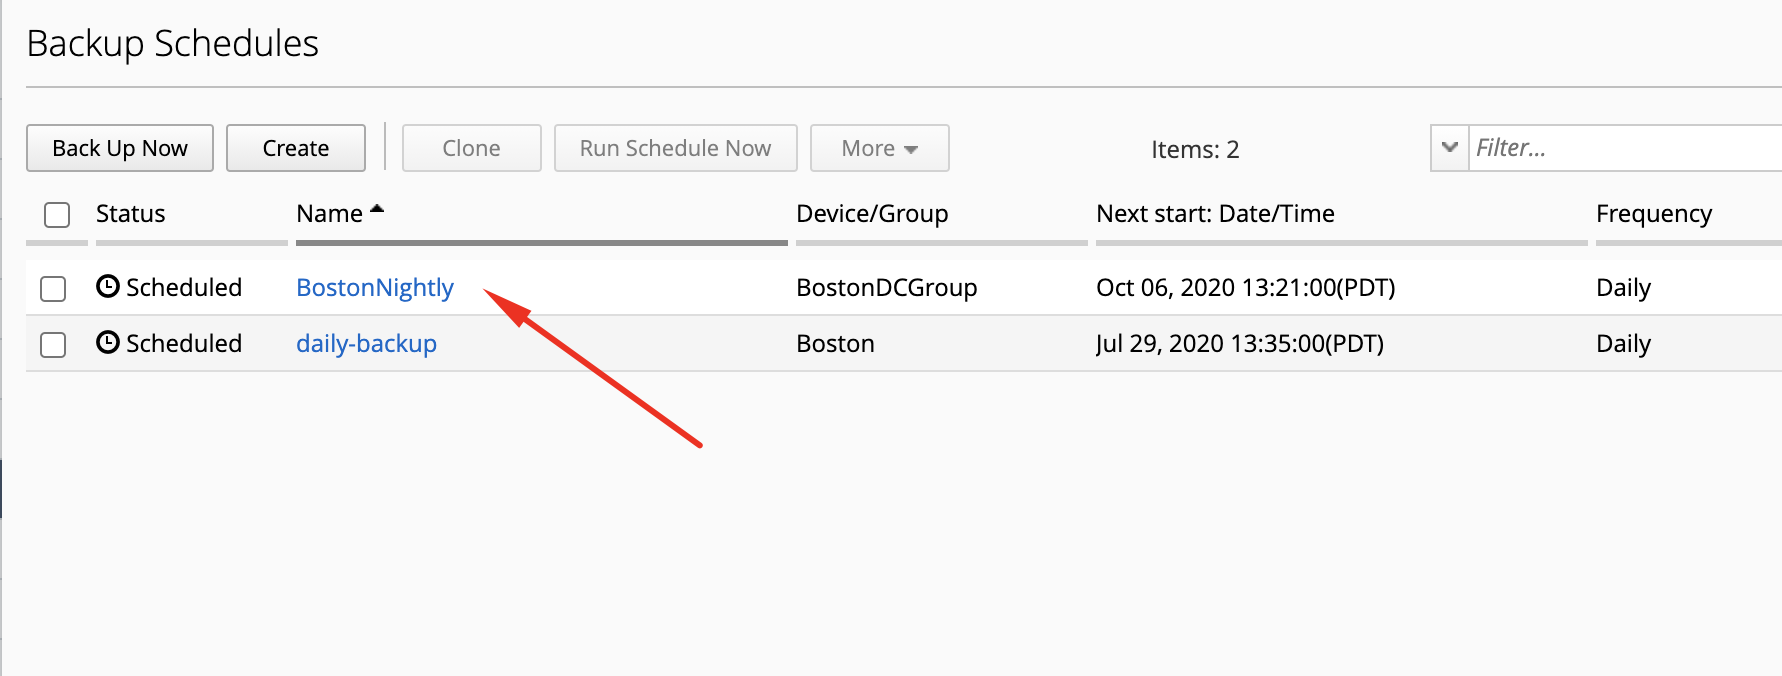 Backup Schedules
Back Up Now Create Clone Run Schedule Now More Items: 2 Filter...
Status Name Device/Group Next start: Date/Time Frequency
Scheduled BostonNightly BostonDCGroup Oct 06, 2020 13:21:00(PDT) Daily
Scheduled daily-backup Boston Jul 29, 2020 13:35:00(PDT) Daily